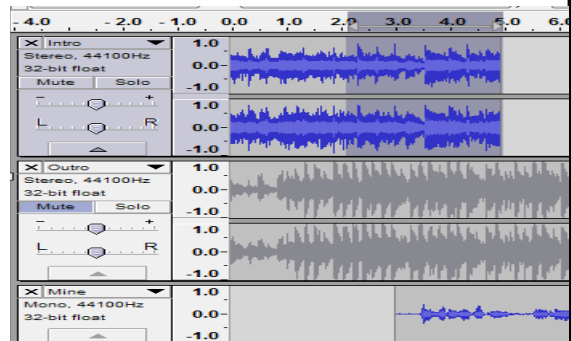 - 4.0 - 2.0 - 1.0 0.0 1.0 2.0 3.0 4.0 5.0 6.0
X Intro
Stereo, 44100Hz
32-bit float
Mute Solo
- +
L R
1.0
0.0-
-1.0
1.0
0.0-
-1.0
X Outro
Stereo, 44100Hz
32-bit float
Mute Solo
- +
L R
1.0
0.0-
-1.0
1.0
0.0-
-1.0
X Mine
Mono, 44100Hz
32-bit float
1.0
0.0-
-1.0